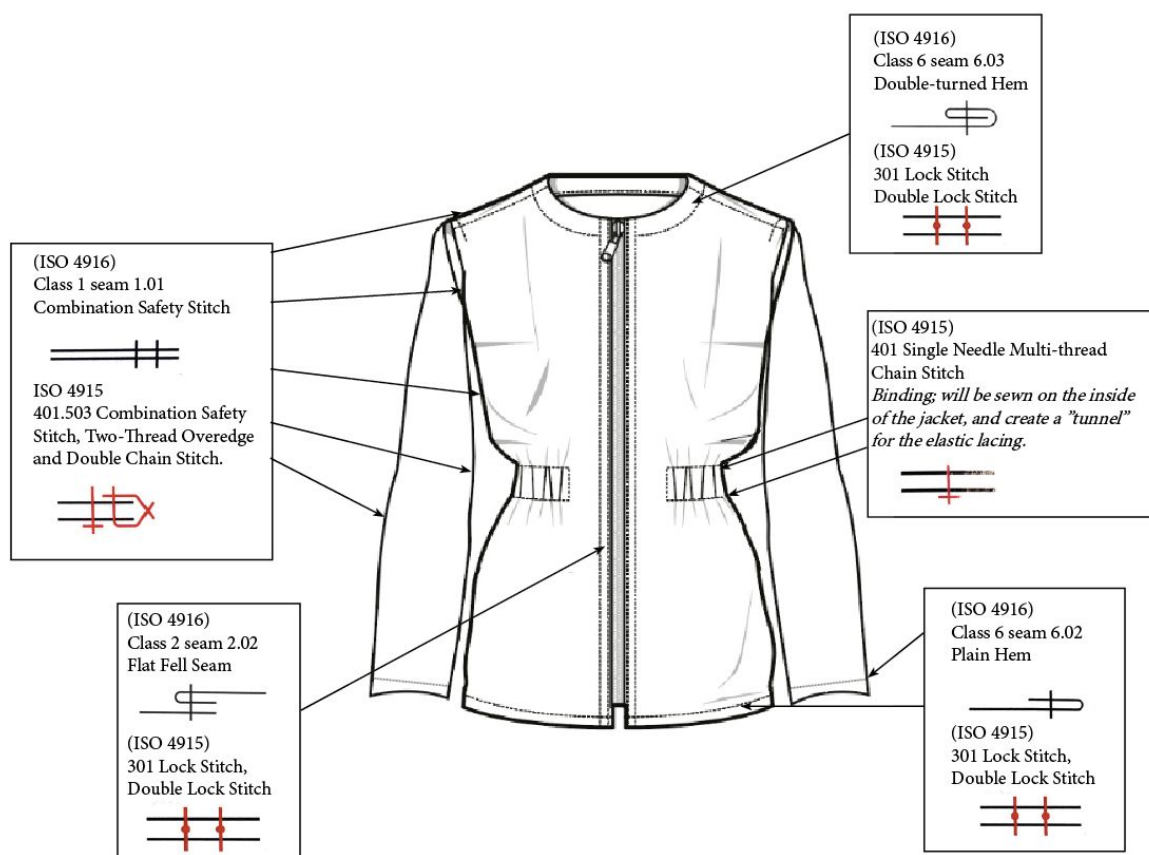 (ISO 4916)
Class 6 seam 6.03
Double-turned Hem
(ISO 4915)
301 Lock Stitch
Double Lock Stitch
(ISO 4916)
Class 1 seam 1.01
Combination Safety Stitch
ISO 4915
401.503 Combination Safety
Stitch, Two-Thread Overedge
and Double Chain Stitch.
(ISO 4915)
401 Single Needle Multi-thread
Chain Stitch
Binding; will be sewn on the inside
of the jacket, and create a ”tunnel”
for the elastic lacing.
(ISO 4916)
Class 2 seam 2.02
Flat Fell Seam
(ISO 4915)
301 Lock Stitch,
Double Lock Stitch
(ISO 4916)
Class 6 seam 6.02
Plain Hem
(ISO 4915)
301 Lock Stitch,
Double Lock Stitch